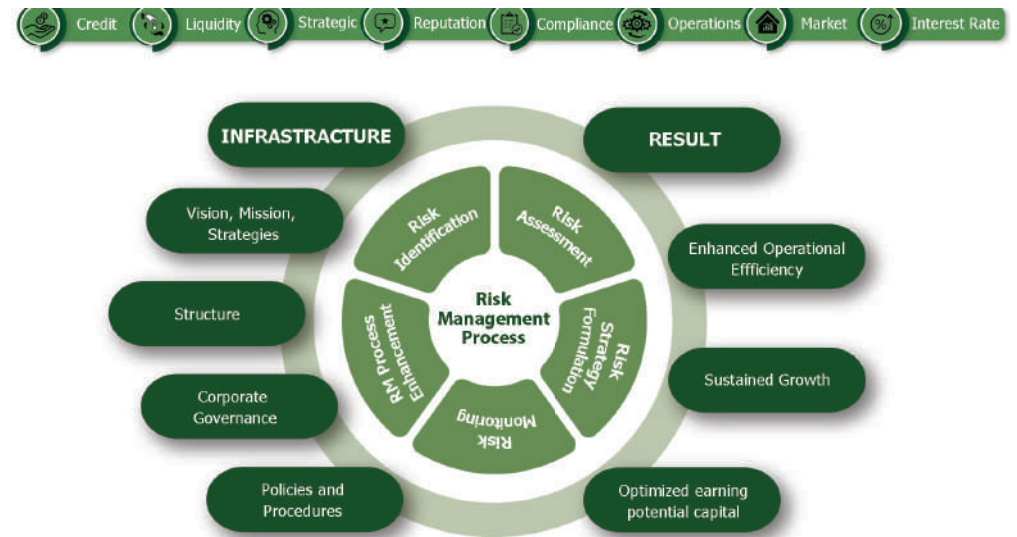 Credit Liquidity Strategic Reputation Compliance Operations Market Interest Rate
INFRASTRACTURE
RESULT
Vision, Mission,
Strategies
Structure
Corporate
Governance
Policies and
Procedures
Risk
Identification
Risk
Assessment
Risk
Strategy
Formulation
Risk
Monitoring
RM Process
Enhancement
Risk
Management
Process
Enhanced Operational
Effficiency
Sustained Growth
Optimized earning
potential capital